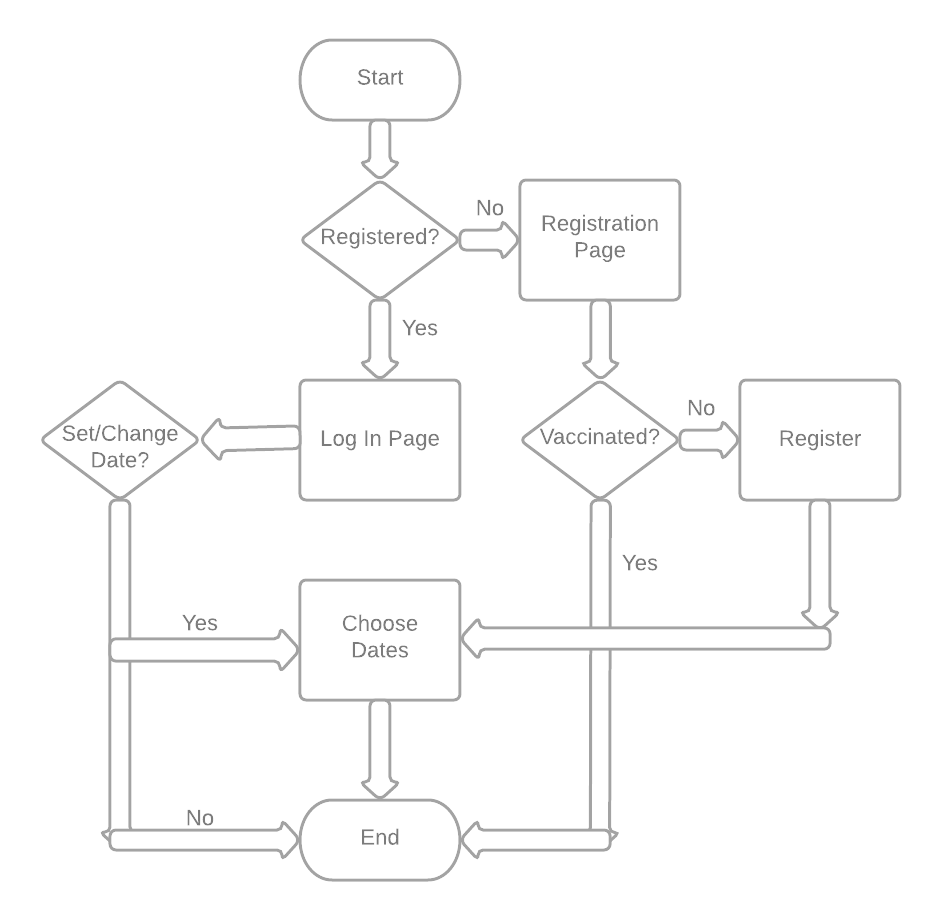 Start
No
Registered?
Registration
Page
Yes
No
Set/Change
Date?
Log In Page
Vaccinated?
Register
Yes
Yes
Choose
Dates
No
End